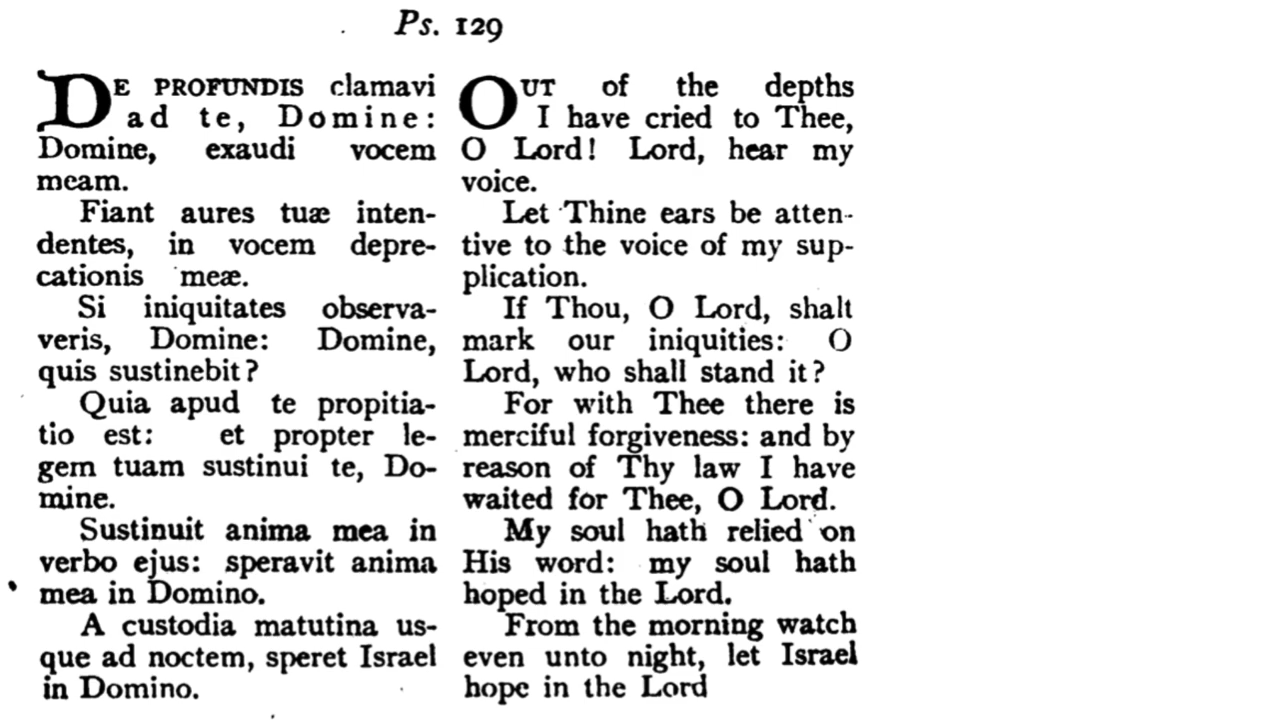 Ps. 129
DE PROFUNDIS clamavi
ad te, Domine:
Domine, exaudi vocem
meam.
Fiant aures tuæ inten-
dentes, in vocem depre-
cationis meæ.
Si iniquitates observa-
veris, Domine: Domine,
quis sustinebit?
Quia apud te propitia-
tio est: et propter le-
gem tuam sustinui te, Do-
mine.
Sustinuit anima mea in
verbo ejus: speravit anima
mea in Domino.
A custodia matutina us-
que ad noctem, speret Israel
in Domino.
OUT of the depths
I have cried to Thee,
O Lord! Lord, hear my
voice.
Let Thine ears be atten-
tive to the voice of my sup-
plication.
If Thou, O Lord, shalt
mark our iniquities: O
Lord, who shall stand it?
For with Thee there is
merciful forgiveness: and by
reason of Thy law I have
waited for Thee, O Lord.
My soul hath relied on
His word: my soul hath
hoped in the Lord.
From the morning watch
even unto night, let Israel
hope in the Lord